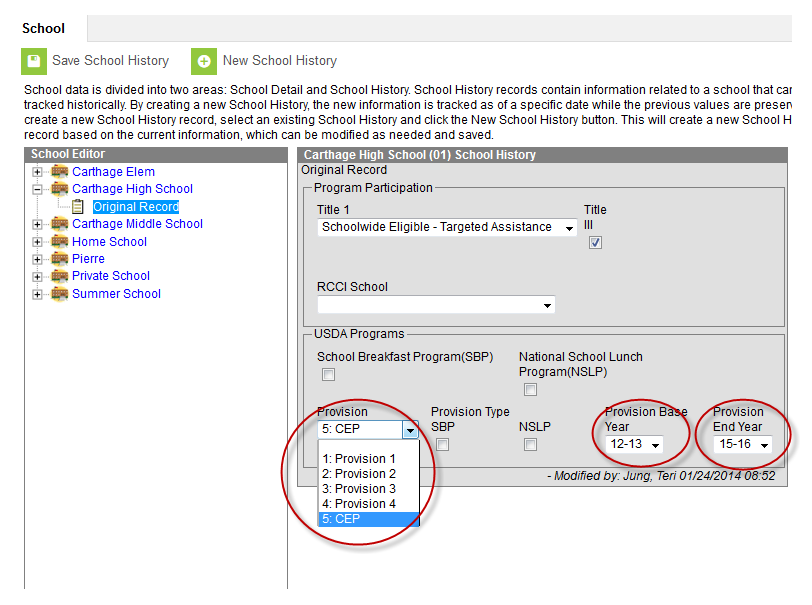 School
Save School History
New School History
School data is divided into two areas: School Detail and School History. School History records contain information related to a school that can
tracked historically. By creating a new School History, the new information is tracked as of a specific date while the previous values are preserv
create a new School History record, select an existing School History and click the New School History button. This will create a new School H
record based on the current information, which can be modified as needed and saved.
School Editor
Carthage Elem
Carthage High School
Original Record
Carthage Middle School
Home School
Pierre
Private School
Summer School
Carthage High School (01) School History
Original Record
Program Participation
Title 1
Title
III
Schoolwide Eligible - Targeted Assistance
RCCI School
USDA Programs
School Breakfast Program(SBP)
National School Lunch
Program(NSLP)
Provision
5: CEP
1: Provision 1
2: Provision 2
3: Provision 3
4: Provision 4
5: CEP
Provision Type
SBP
NSLP
Provision Base
Year
12-13
Provision
End Year
15-16
- Modified by: Jung, Teri 01/24/2014 08:52